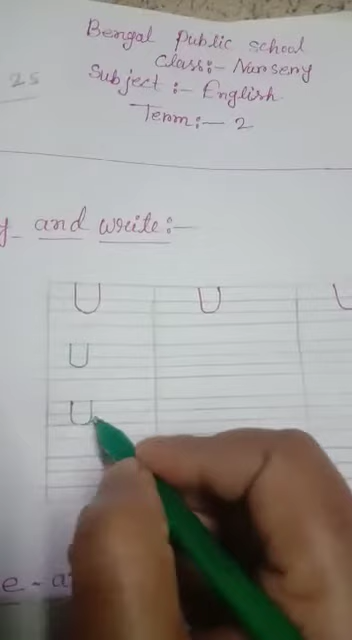 Bengal Public school
Class:- Nursery
25
Subject :- English
Term:- 2
and write:-
U U U
U
U
e - a